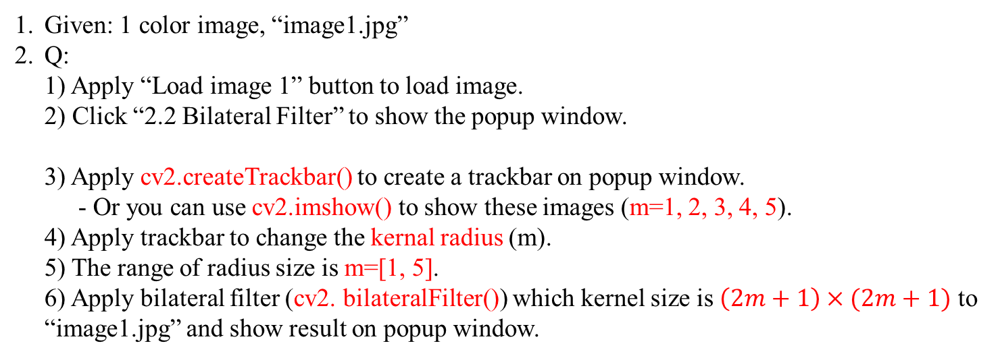 1. Given: 1 color image, “image1.jpg”
2. Q:
1) Apply “Load image 1” button to load image.
2) Click “2.2 Bilateral Filter” to show the popup window.
3) Apply cv2.createTrackbar() to create a trackbar on popup window.
- Or you can use cv2.imshow() to show these images (m=1, 2, 3, 4, 5).
4) Apply trackbar to change the kernal radius (m).
5) The range of radius size is m=[1, 5].
6) Apply bilateral filter (cv2. bilateralFilter()) which kernel size is (2m + 1) × (2m + 1) to
“image1.jpg” and show result on popup window.